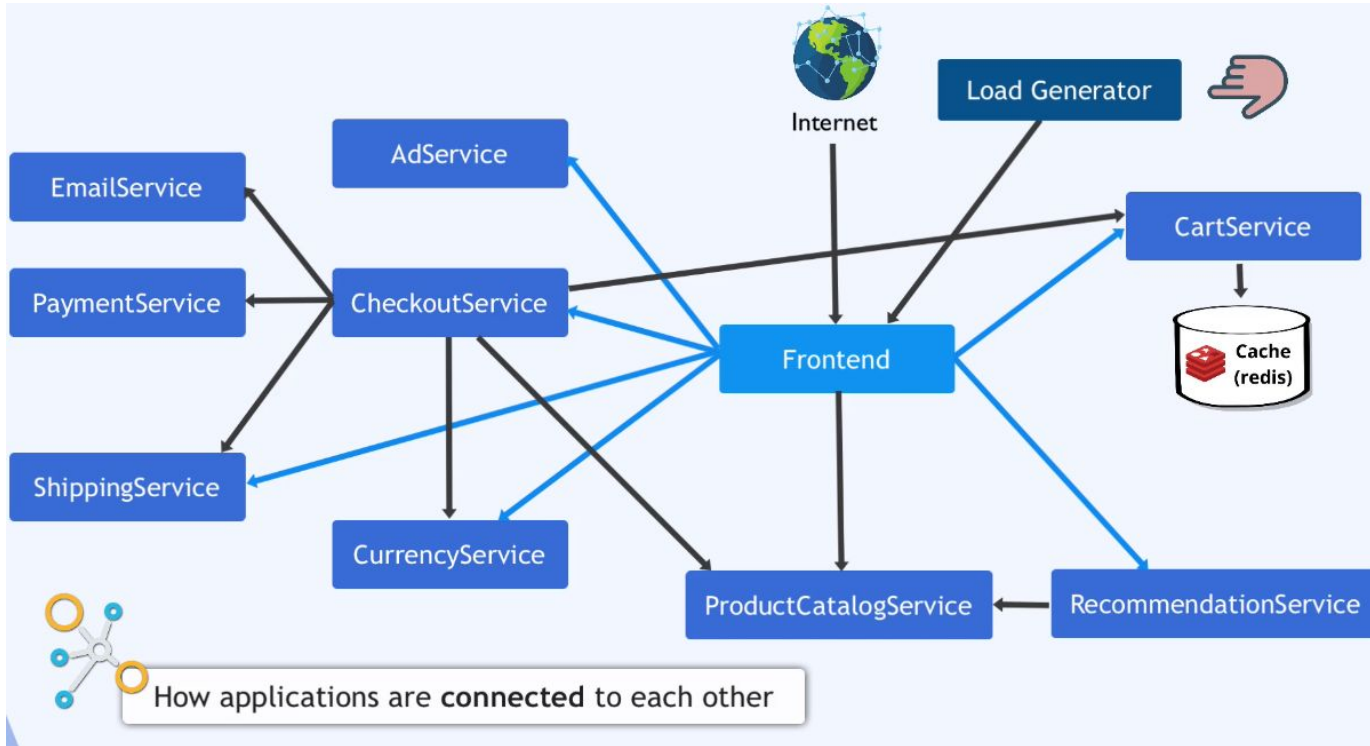 Internet
Load Generator
AdService
EmailService
CartService
PaymentService
CheckoutService
Frontend
Cache
(redis)
ShippingService
CurrencyService
ProductCatalogService
RecommendationService
How applications are connected to each other